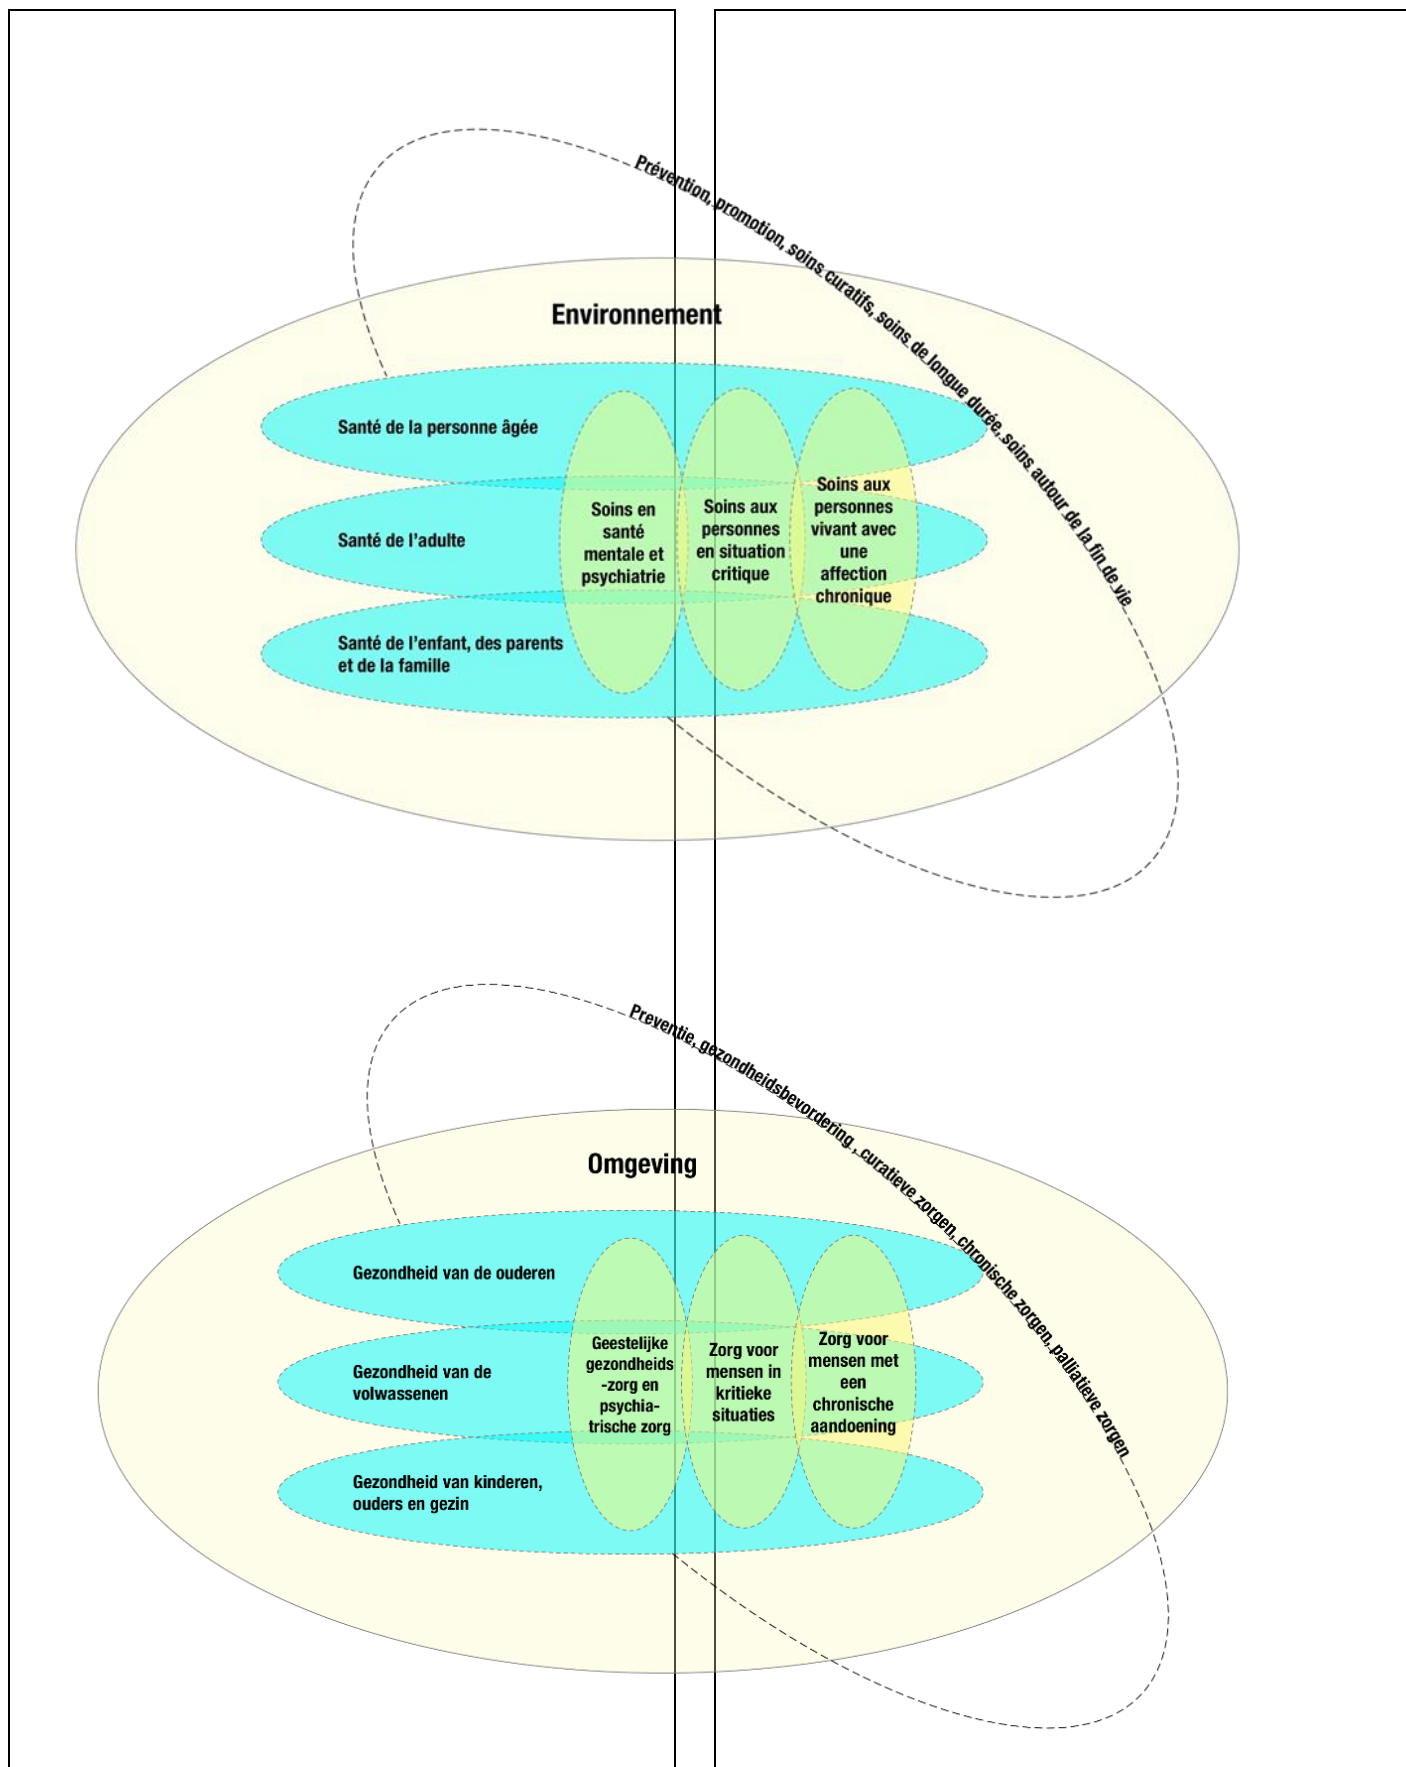 Prévention, promotion, soins curatifs, soins de longue durée, soins autour de la fin de vie
Environnement
Santé de la personne âgée
Santé de l'adulte
Santé de l'enfant, des parents
et de la famille
Soins en
santé
mentale et
psychiatrie
Soins aux
personnes
en situation
critique
Soins aux
personnes
vivant avec
une
affection
chronique
Preventie, gezondheidsbevordering , curatieve zorgen, chronische zorgen, palliatieve zorgen
Omgeving
Gezondheid van de ouderen
Gezondheid van de
volwassenen
Gezondheid van kinderen,
ouders en gezin
Geestelijke
gezondheids
-zorg en
psychia-
trische zorg
Zorg voor
mensen in
kritieke
situaties
Zorg voor
mensen met
een
chronische
aandoening